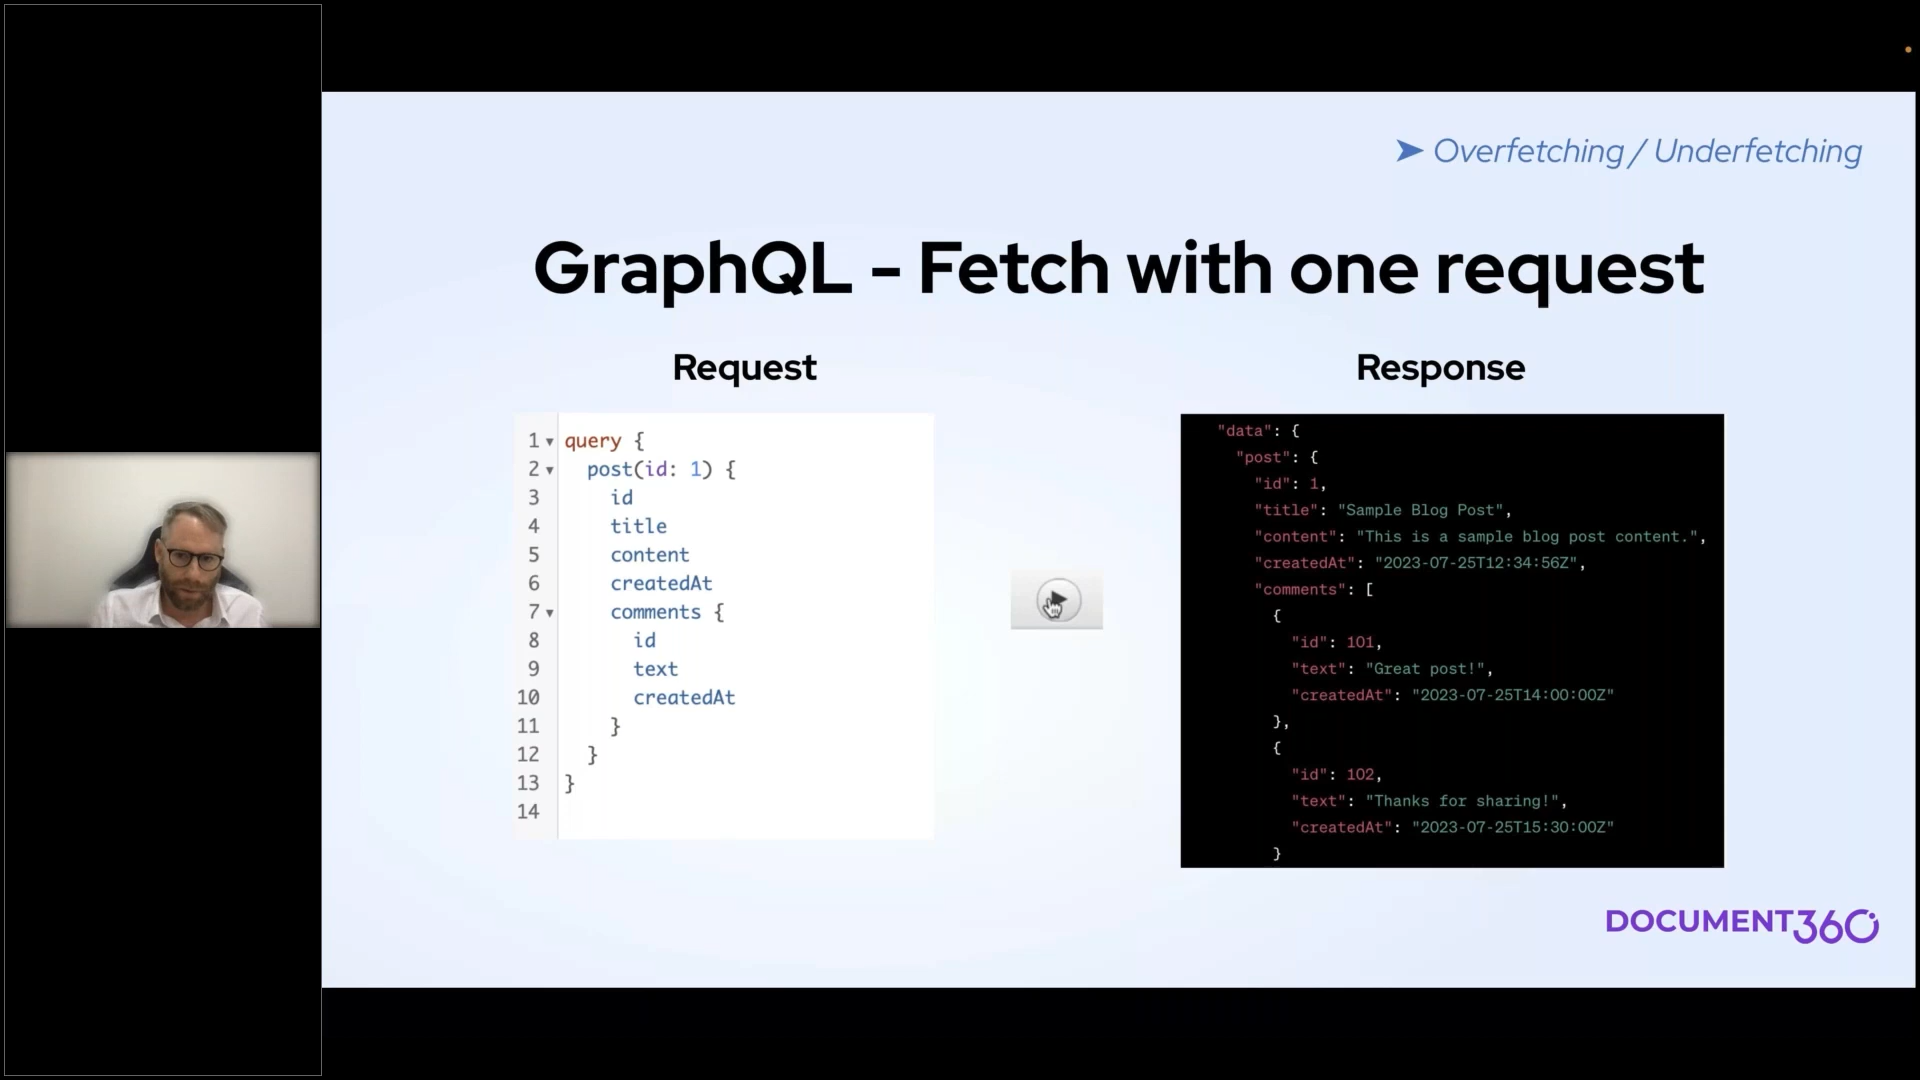 ➤ Overfetching / Underfetching
GraphQL - Fetch with one request
Request
1 query {
2 post(id: 1) {
3 id
4 title
5 content
6 createdAt
7 comments {
8 id
9 text
10 createdAt
11 }
12 }
13 }
14
Response
"data": {
"post": {
"id": 1,
"title": "Sample Blog Post",
"content": "This is a sample blog post content.",
"createdAt": "2023-07-25T12:34:56Z",
"comments": [
{
"id": 101,
"text": "Great post!",
"createdAt": "2023-07-25T14:00:00Z"
},
{
"id": 102,
"text": "Thanks for sharing!",
"createdAt": "2023-07-25T15:30:00Z"
}
DOCUMENT360